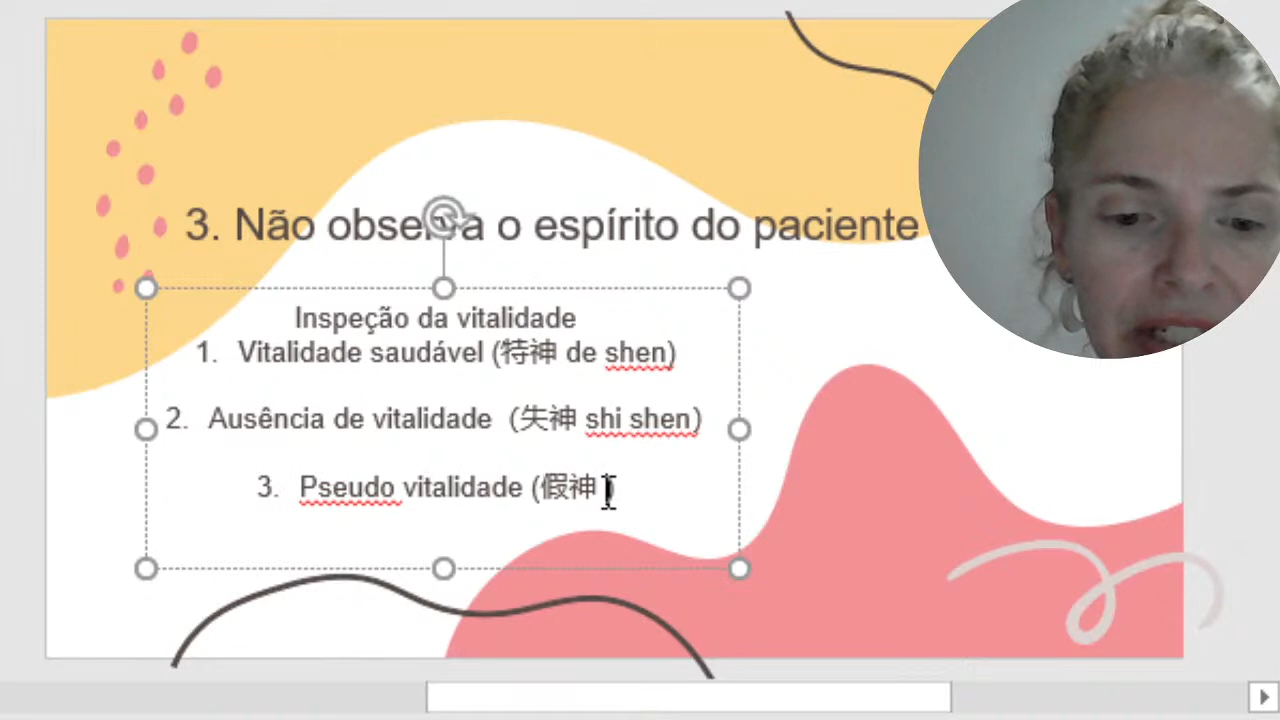 3. Não observa o espírito do paciente
Inspeção da vitalidade
1. Vitalidade saudável (特神 de shen)
2. Ausência de vitalidade (失神 shi shen)
3. Pseudo vitalidade (假神 )